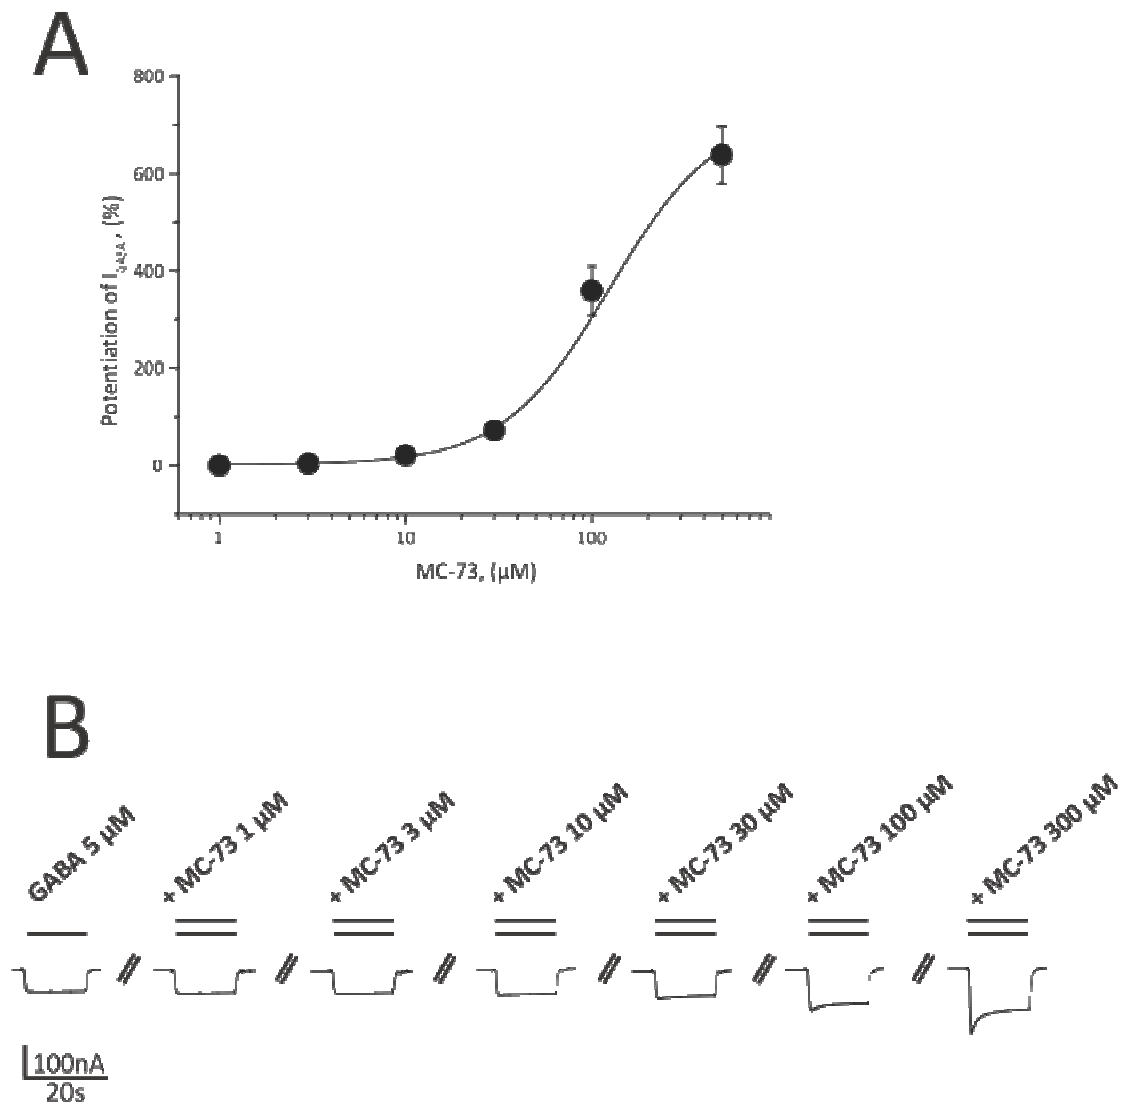 A
800
600
400
200
0
Potentiation of I_GABA, (%)
1 10 100
MC-73, (µM)
B
GABA 5 µM
+ MC-73 1 µM
+ MC-73 3 µM
+ MC-73 10 µM
+ MC-73 30 µM
+ MC-73 100 µM
+ MC-73 300 µM
100nA
20s